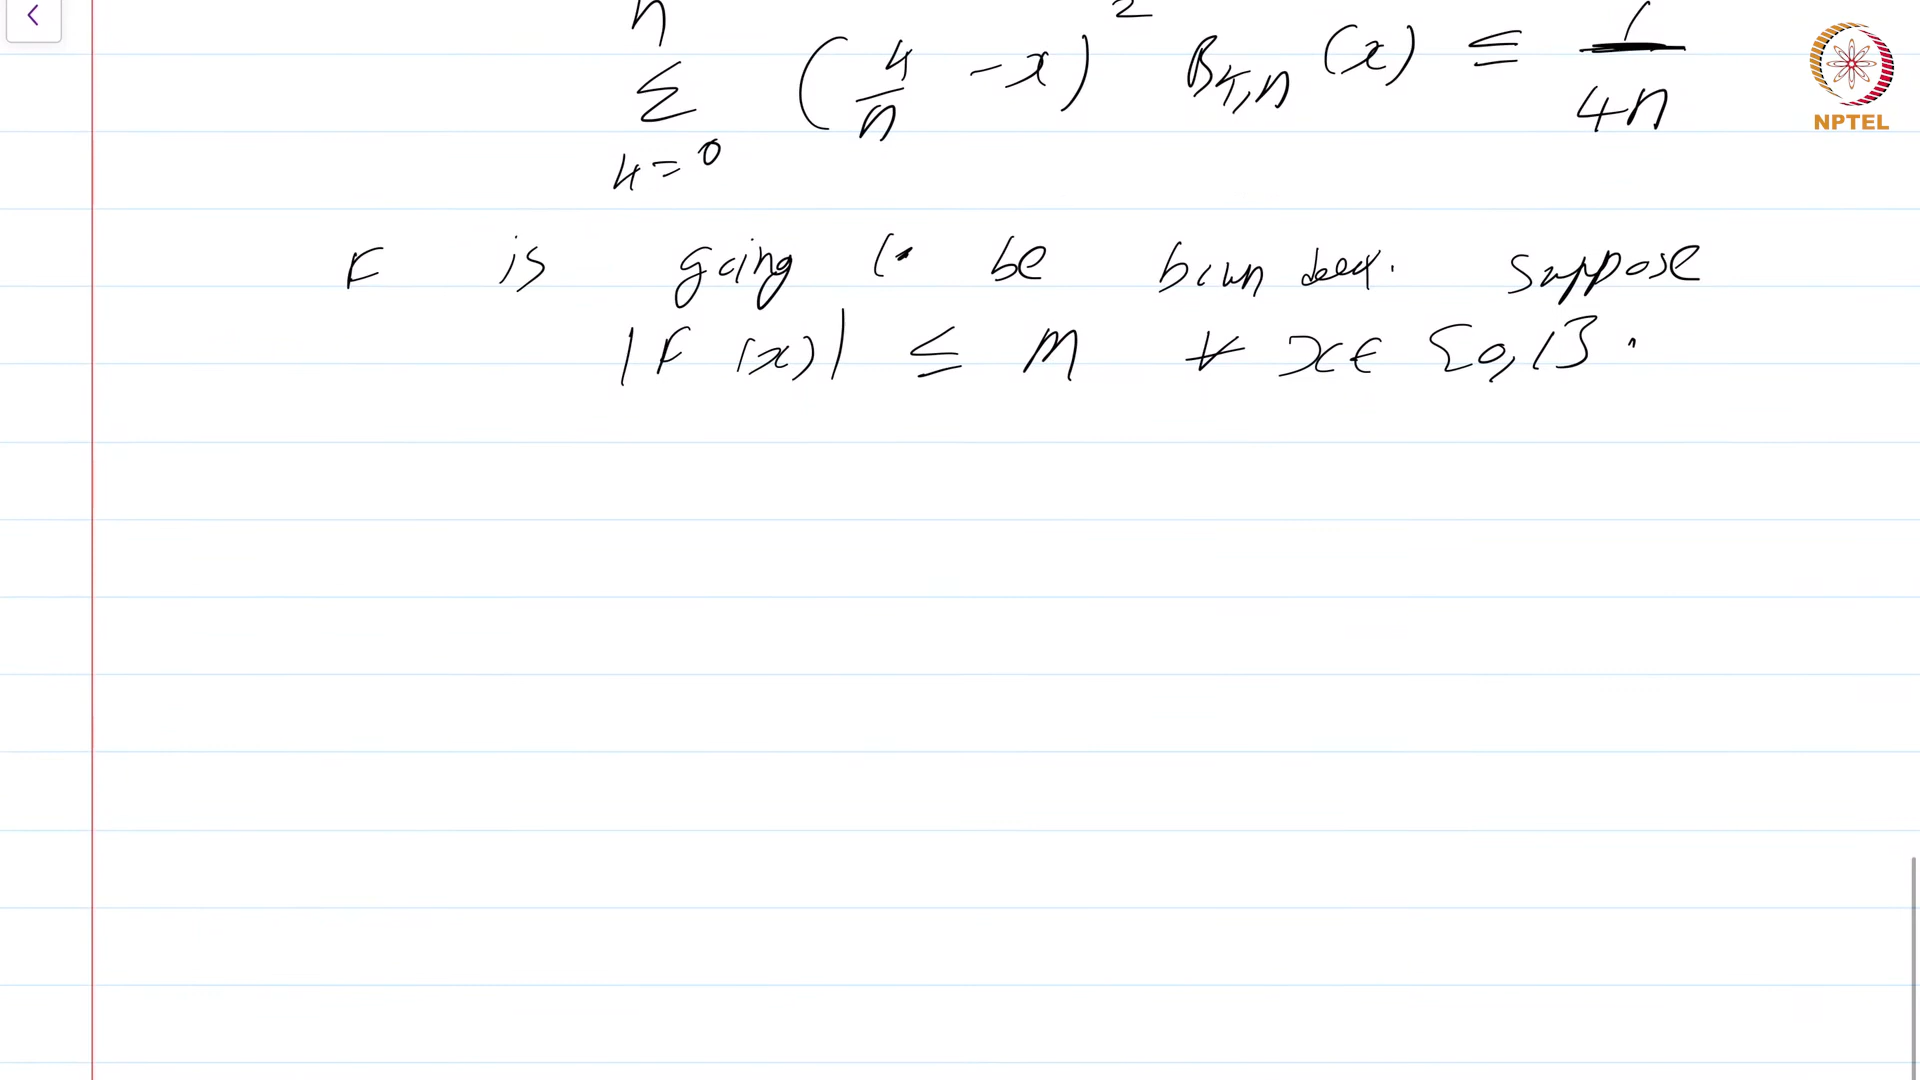 n
∑ (k/n - x)² B_{k,n}(x) ≤ 1/4n
k=0
NPTEL
F is going to be bounded. Suppose
|F(x)| ≤ M ∀ x ∈ [0,1].